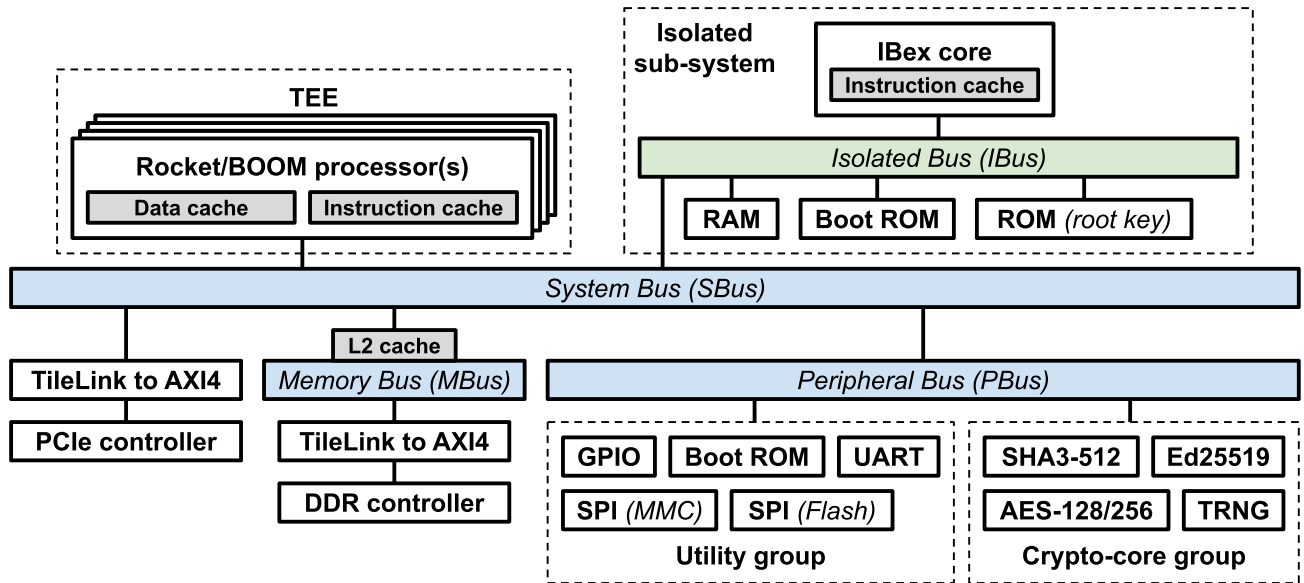 TEE
Rocket/BOOM processor(s)
Data cache
Instruction cache
Isolated
sub-system
IBex core
Instruction cache
Isolated Bus (IBus)
RAM
Boot ROM
ROM (root key)
System Bus (SBus)
L2 cache
TileLink to AXI4
Memory Bus (MBus)
Peripheral Bus (PBus)
PCIe controller
TileLink to AXI4
DDR controller
GPIO
Boot ROM
UART
SPI (MMC)
SPI (Flash)
Utility group
SHA3-512
Ed25519
AES-128/256
TRNG
Crypto-core group